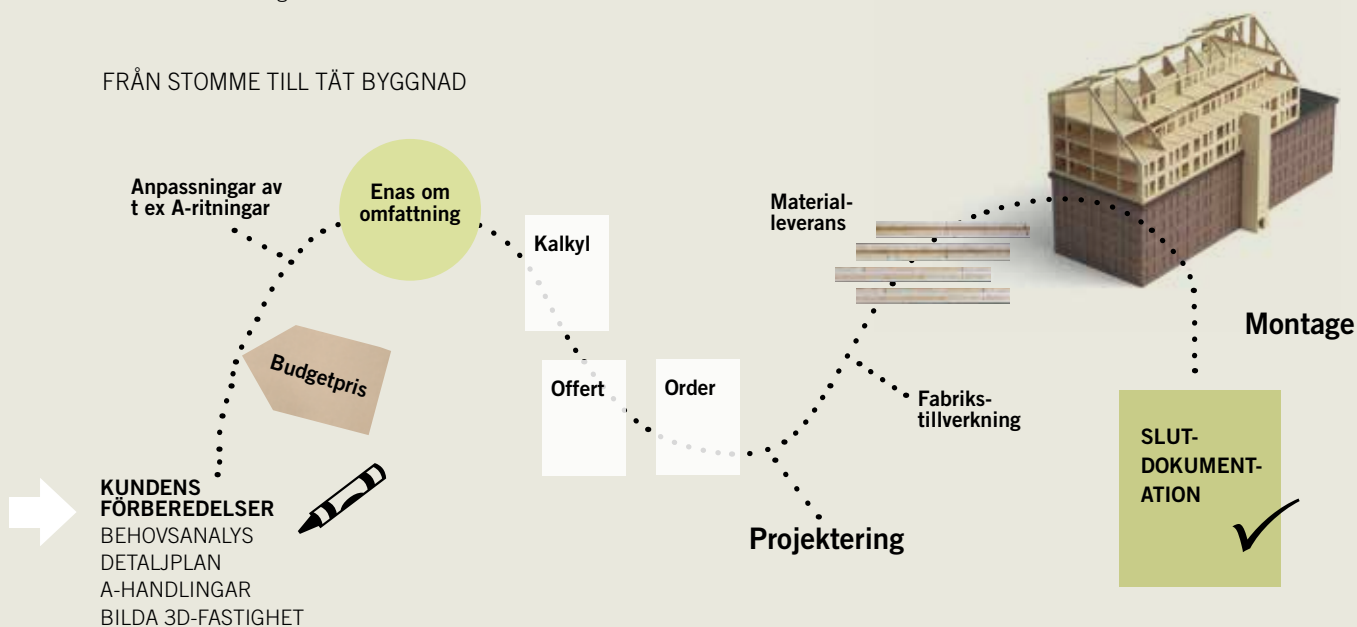 FRÅN STOMME TILL TÄT BYGGNAD
Anpassningar av
t ex A-ritningar
Enas om
omfattning
Budgetpris
KUNDENS
FÖRBEREDELSER
BEHOVSANALYS
DETALJPLAN
A-HANDLINGAR
BILDA 3D-FASTIGHET
Kalkyl
Offert
Order
Projektering
Fabriks-
tillverkning
Material-
leverans
Montage
SLUT-
DOKUMENT-
ATION